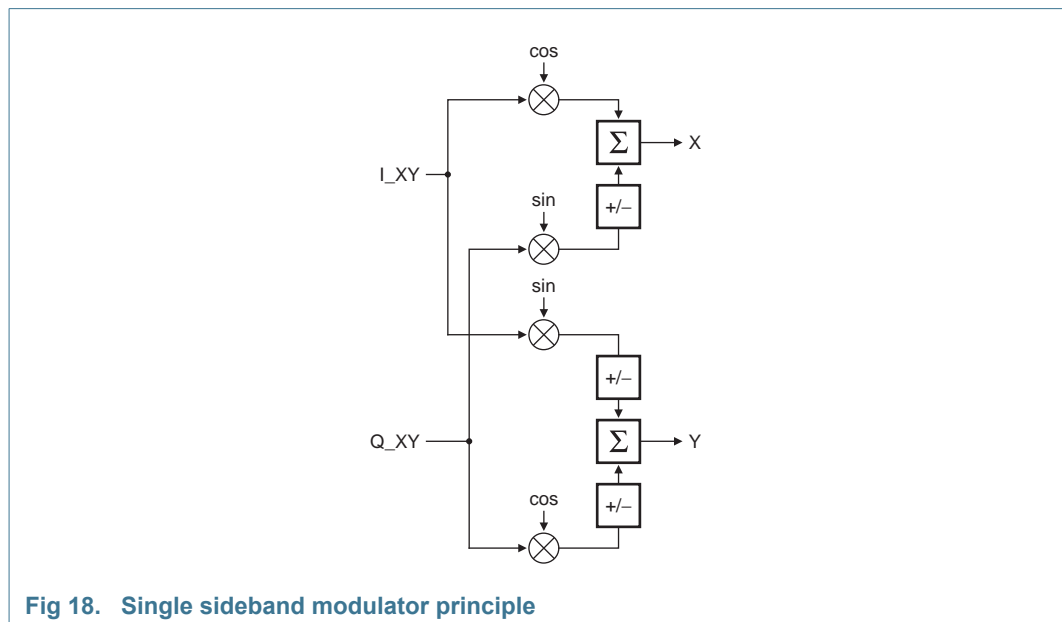 cos
Σ
X
I_XY
+/–
sin
sin
+/–
Q_XY
Σ
Y
+/–
cos
Fig 18. Single sideband modulator principle